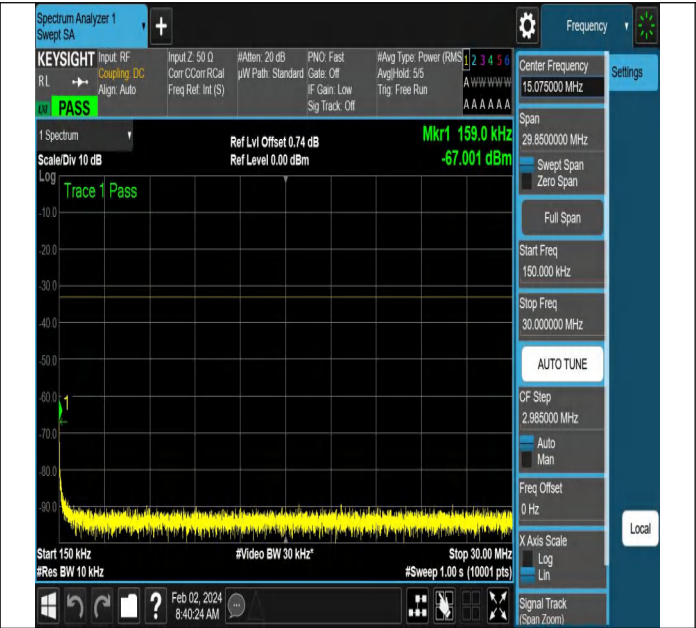 Spectrum Analyzer 1
Swept SA
+
Frequency
KEYSIGHT
Input: RF
Input Z: 50 Ω
#Atten: 20 dB
PNO: Fast
#Avg Type: Power (RMS
1 2 3 4 5 6
RL
Coupling: DC
Corr CCorr RCal
µW Path: Standard
Gate: Off
Avg|Hold: 5/5
A W W W W W
Align: Auto
Freq Ref: Int (S)
IF Gain: Low
Trig: Free Run
Sig Track: Off
A A A A A A
PASS
1 Spectrum
Ref Lvl Offset 0.74 dB
Mkr1 159.0 kHz
Scale/Div 10 dB
Ref Level 0.00 dBm
-67.001 dBm
Log
Trace 1 Pass
-10.0
-20.0
-30.0
-40.0
-50.0
-60.0
1
-70.0
-80.0
-90.0
Start 150 kHz
#Video BW 30 kHz*
Stop 30.00 MHz
#Res BW 10 kHz
#Sweep 1.00 s (10001 pts)
Feb 02, 2024
8:40:24 AM
?
Center Frequency
15.075000 MHz
Settings
Span
29.8500000 MHz
Swept Span
Zero Span
Full Span
Start Freq
150.000 kHz
Stop Freq
30.000000 MHz
AUTO TUNE
CF Step
2.985000 MHz
Auto
Man
Freq Offset
0 Hz
Local
X Axis Scale
Log
Lin
Signal Track
(Span Zoom)